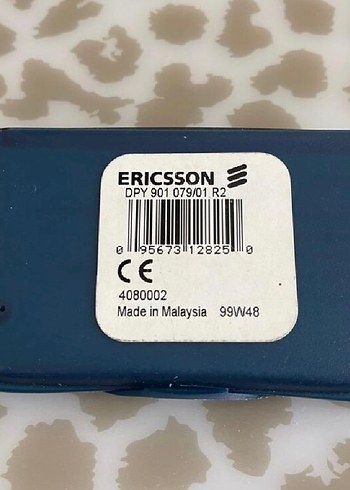 ERICSSON
DPY 901 079/01 R2
0 95673 12825 0
CE
4080002
Made in Malaysia 99W48